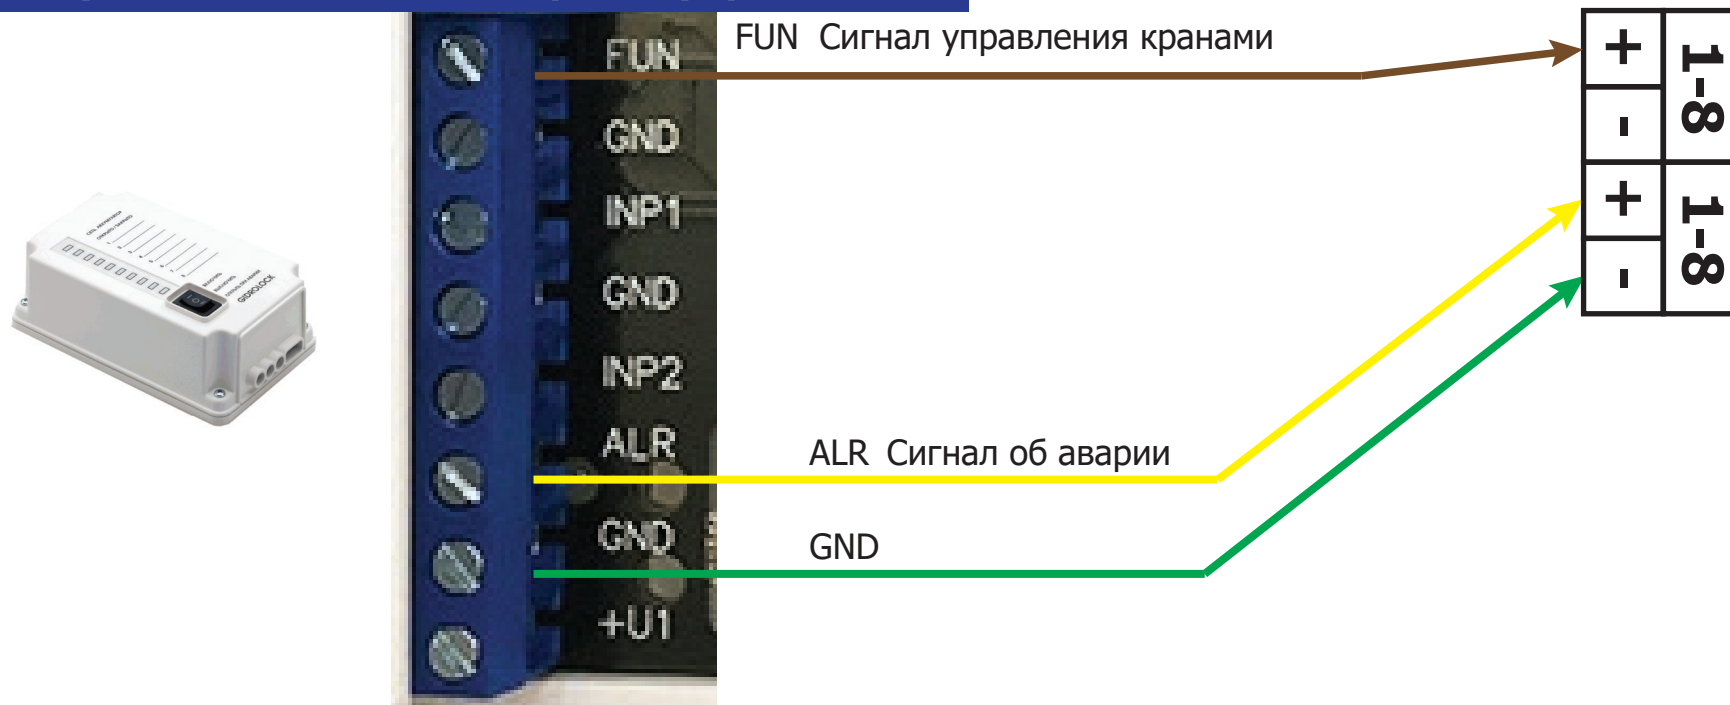 FUN Сигнал управления кранами
FUN
GND
INP1
GND
INP2
ALR
GND
+U1
ALR Сигнал об аварии
GND
+
-
+
-
1-8
1-8
GIDROLOCK